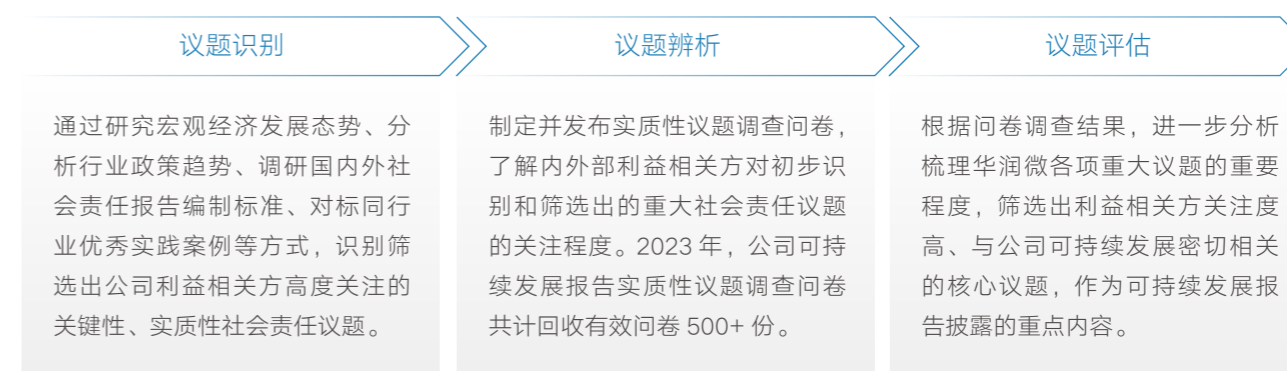 议题识别
通过研究宏观经济发展态势、分
析行业政策趋势、调研国内外社
会责任报告编制标准、对标同行
业优秀实践案例等方式，识别筛
选出公司利益相关方高度关注的
关键性、实质性社会责任议题。
议题辨析
制定并发布实质性议题调查问卷，
了解内外部利益相关方对初步识
别和筛选出的重大社会责任议题
的关注程度。2023 年，公司可持
续发展报告实质性议题调查问卷
共计回收有效问卷 500+ 份。
议题评估
根据问卷调查结果，进一步分析
梳理华润微各项重大议题的重要
程度，筛选出利益相关方关注度
高、与公司可持续发展密切相关
的核心议题，作为可持续发展报
告披露的重点内容。